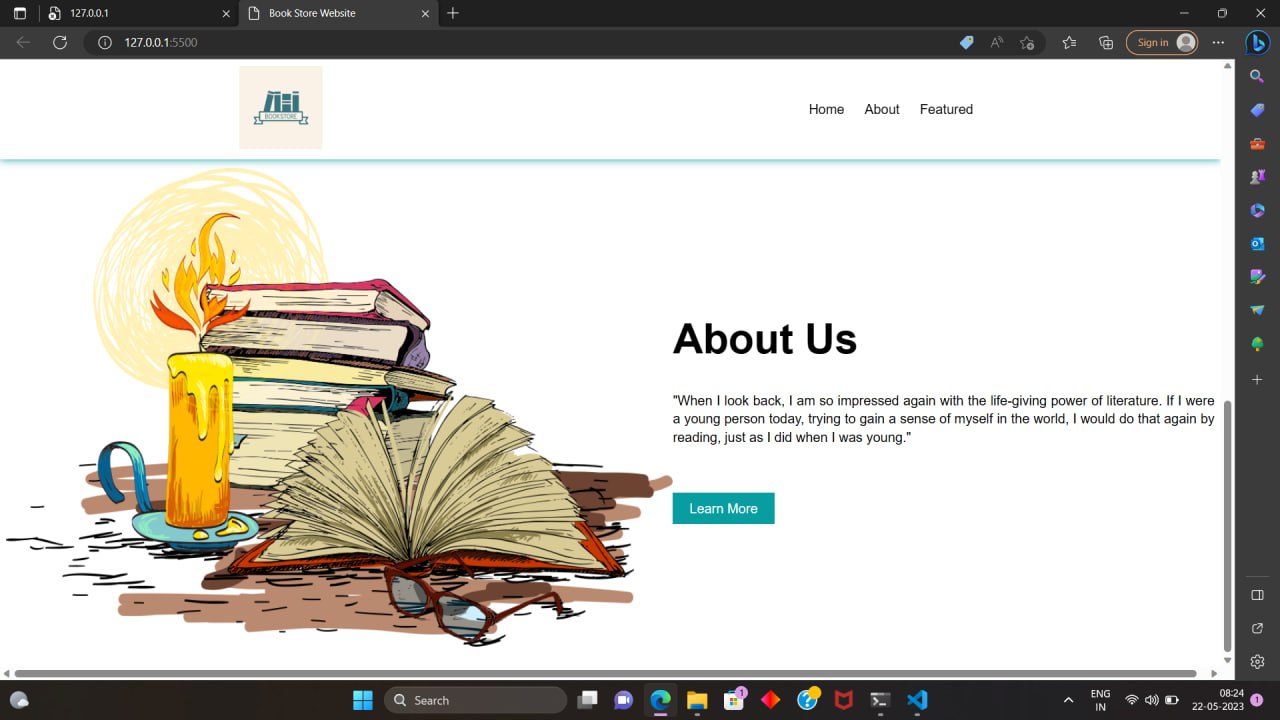 127.0.0.1
Book Store Website
127.0.0.1:5500
Sign in
BOOK STORE
Home
About
Featured
About Us
"When I look back, I am so impressed again with the life-giving power of literature. If I were
a young person today, trying to gain a sense of myself in the world, I would do that again by
reading, just as I did when I was young."
Learn More
Search
1
ENG
IN
08:24
22-05-2023
1